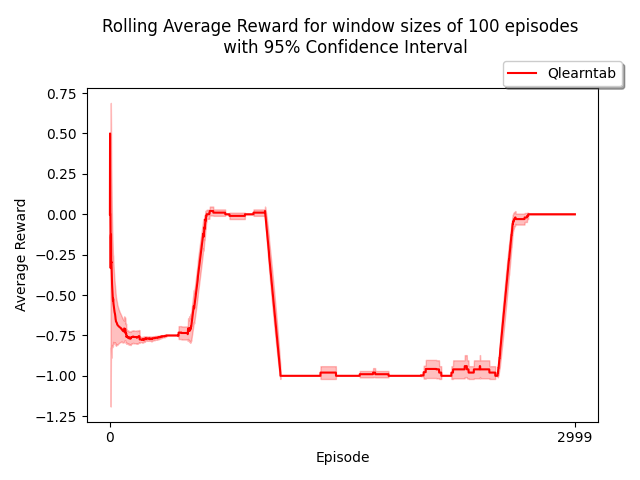 Rolling Average Reward for window sizes of 100 episodes
with 95% Confidence Interval
Qlearntab
0.75
0.50
0.25
0.00
−0.25
−0.50
−0.75
−1.00
−1.25
Average Reward
0
2999
Episode